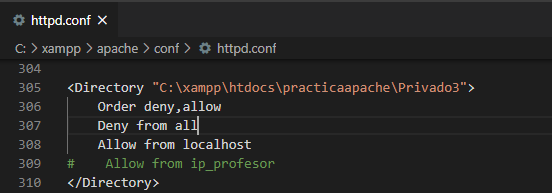 httpd.conf ×
C: > xampp > apache > conf > httpd.conf
304
305 <Directory "C:\xampp\htdocs\practicaapache\Privado3">
306 Order deny,allow
307 Deny from all
308 Allow from localhost
309 # Allow from ip_profesor
310 </Directory>